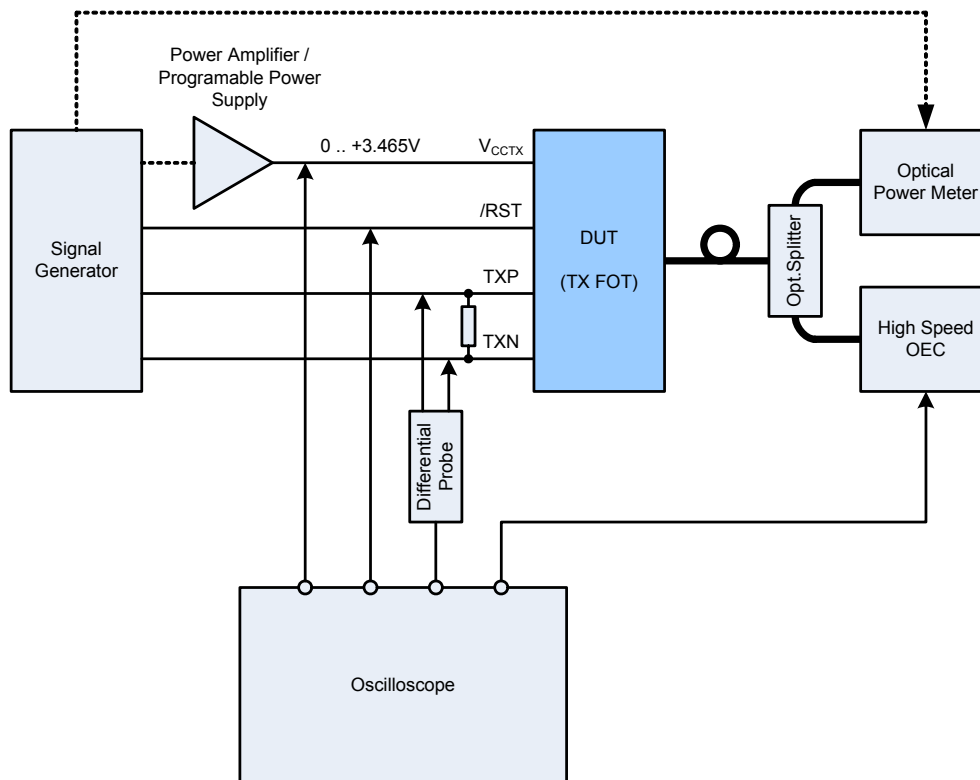 Power Amplifier /
Programable Power
Supply
0 .. +3.465V
VCCTX
/RST
TXP
TXN
Signal
Generator
DUT
(TX FOT)
Opt.Splitter
Optical
Power Meter
High Speed
OEC
Differential
Probe
Oscilloscope